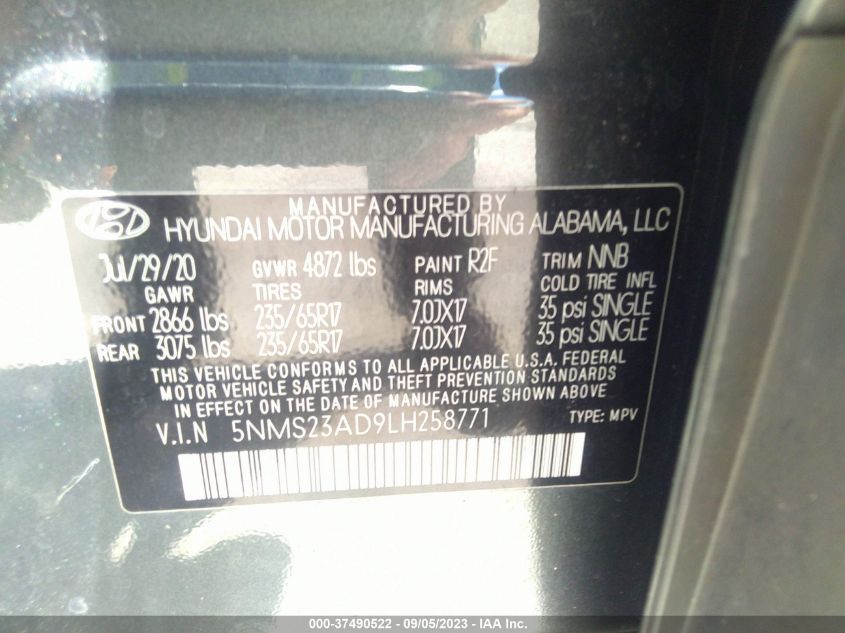 MANUFACTURED BY
HYUNDAI MOTOR MANUFACTURING ALABAMA, LLC
Jul/29/20 GVWR 4872 lbs PAINT R2F TRIM NNB
GAWR TIRES RIMS COLD TIRE INFL
FRONT 2866 lbs 235/65R17 7.0JX17 35 psi SINGLE
REAR 3075 lbs 235/65R17 7.0JX17 35 psi SINGLE
THIS VEHICLE CONFORMS TO ALL APPLICABLE U.S.A. FEDERAL
MOTOR VEHICLE SAFETY AND THEFT PREVENTION STANDARDS
IN EFFECT ON THE DATE OF MANUFACTURE SHOWN ABOVE
V.I.N 5NMS23AD9LH258771 TYPE: MPV
000-37490522 - 09/05/2023 - IAA Inc.